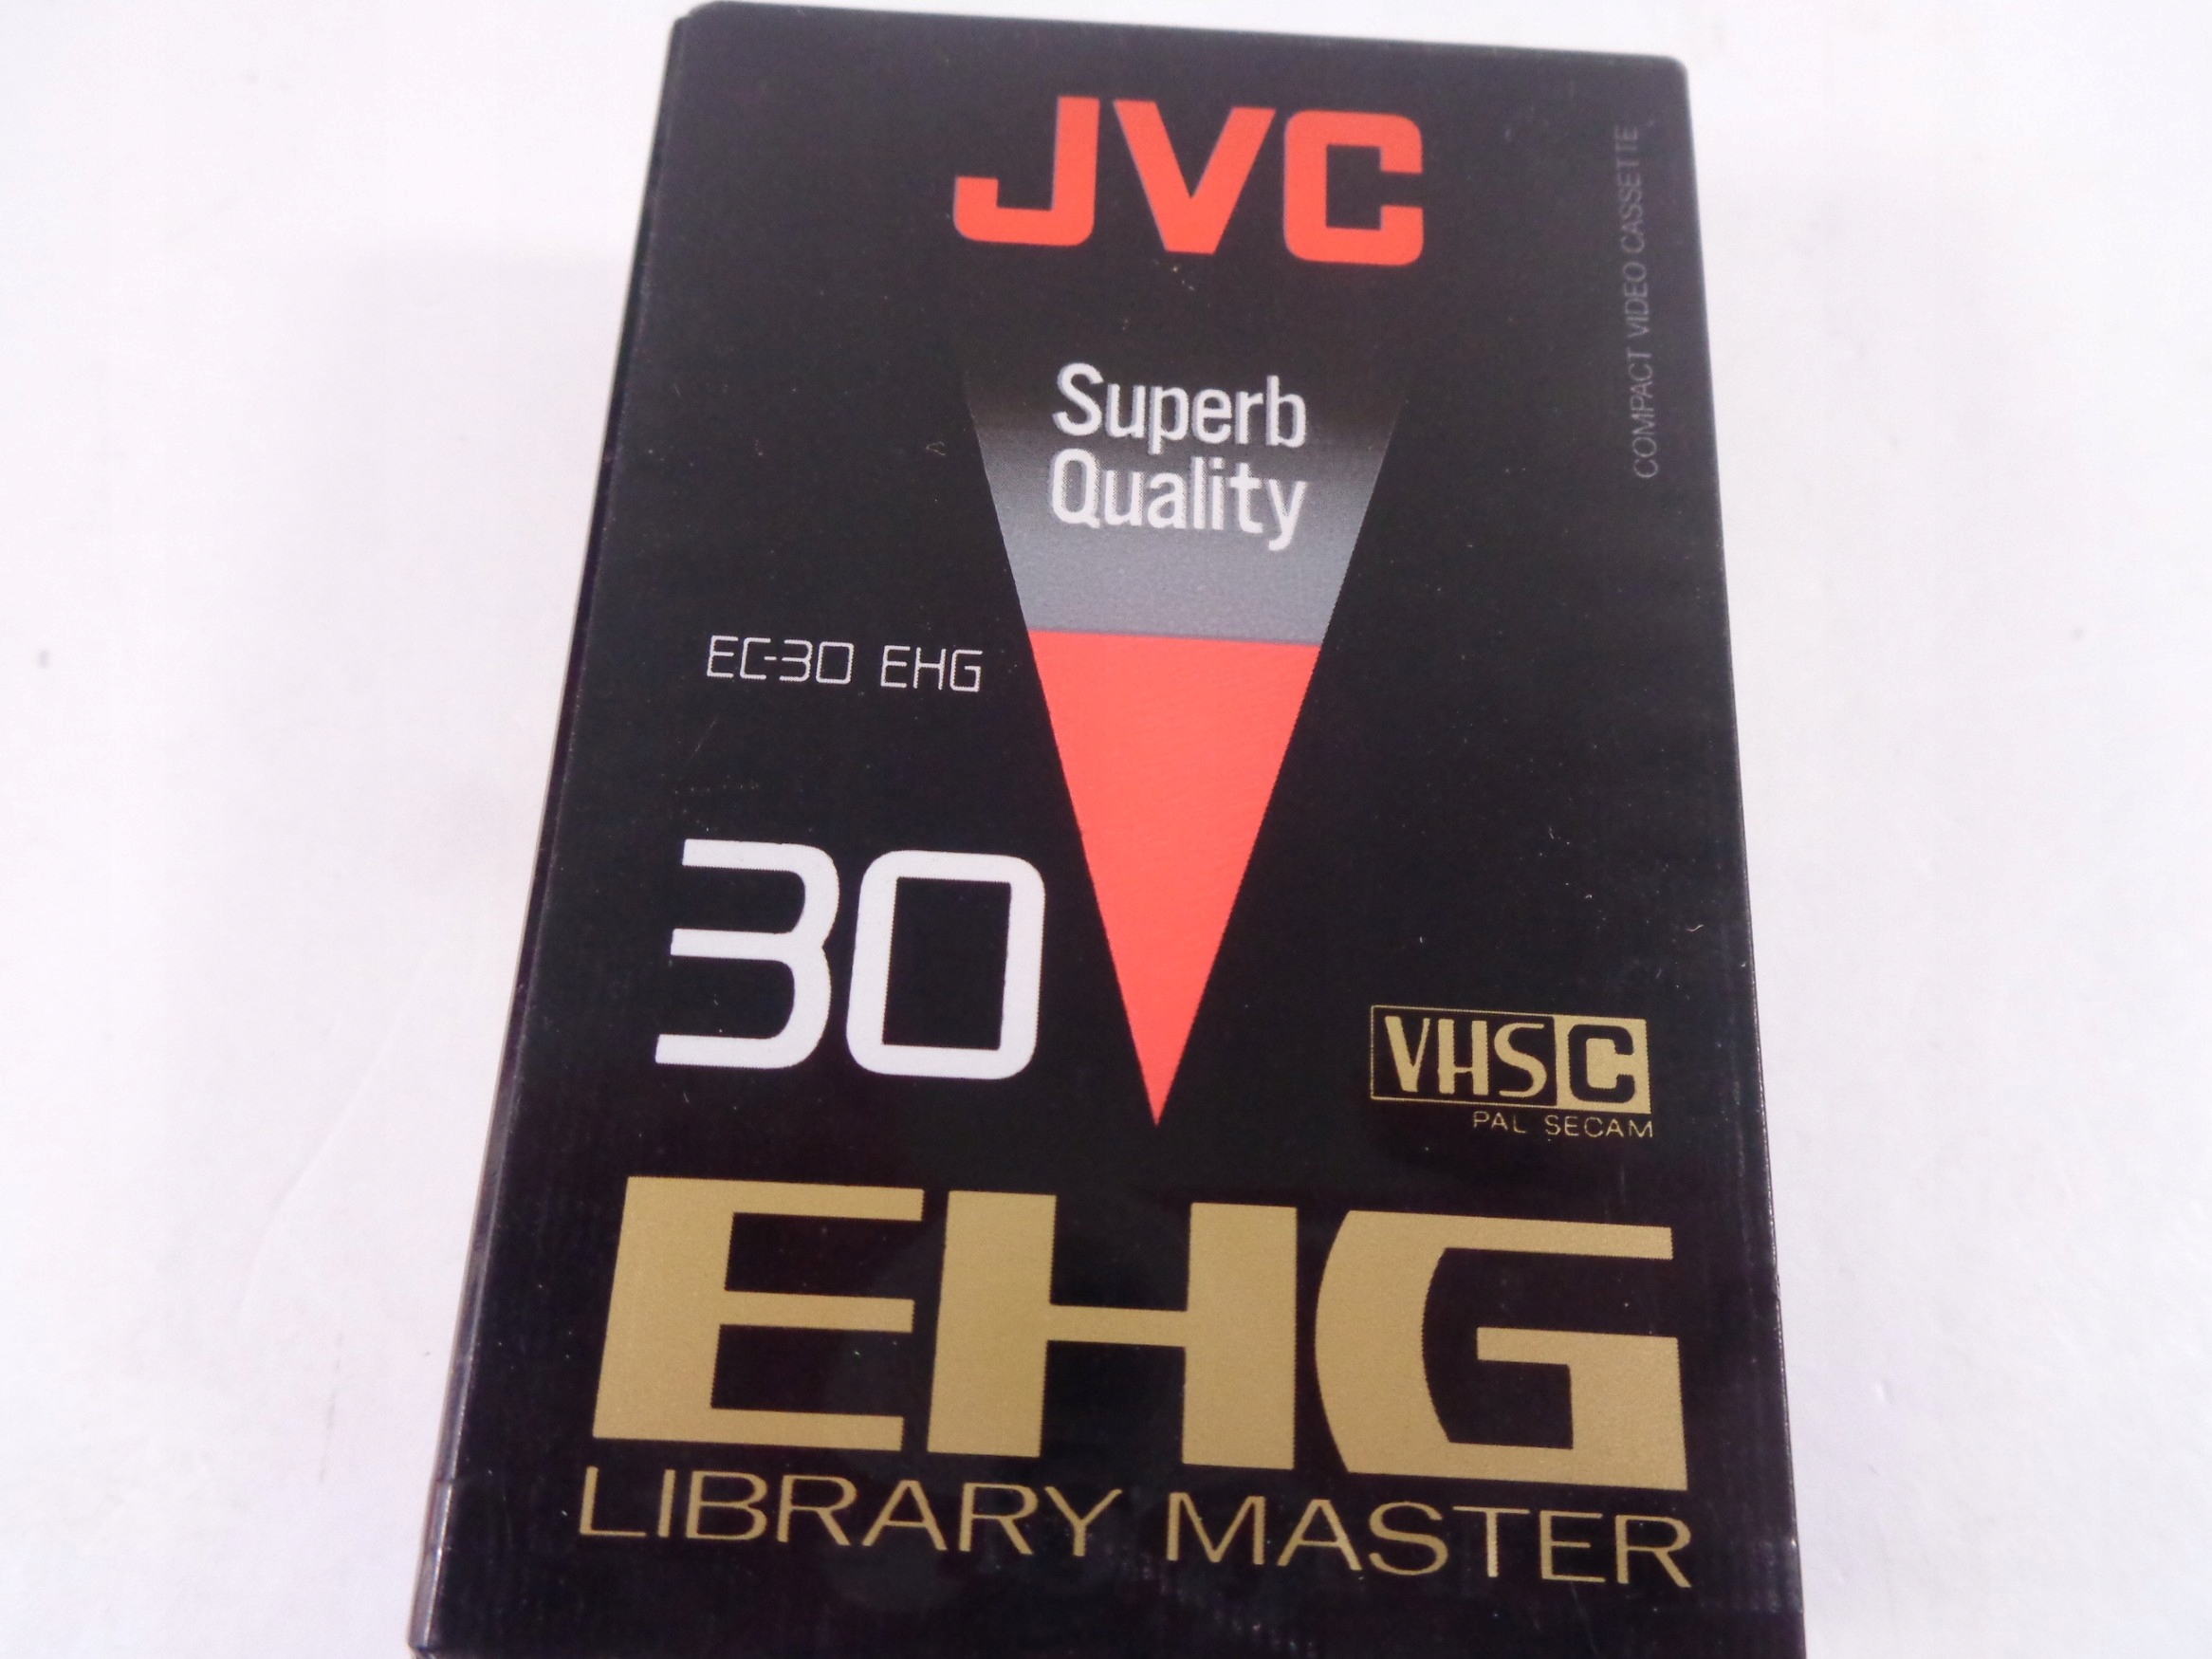 JVC
COMPACT VIDEO CASSETTE
Superb
Quality
EC-30 EHG
30
VHS C
PAL SECAM
EHG
LIBRARY MASTER